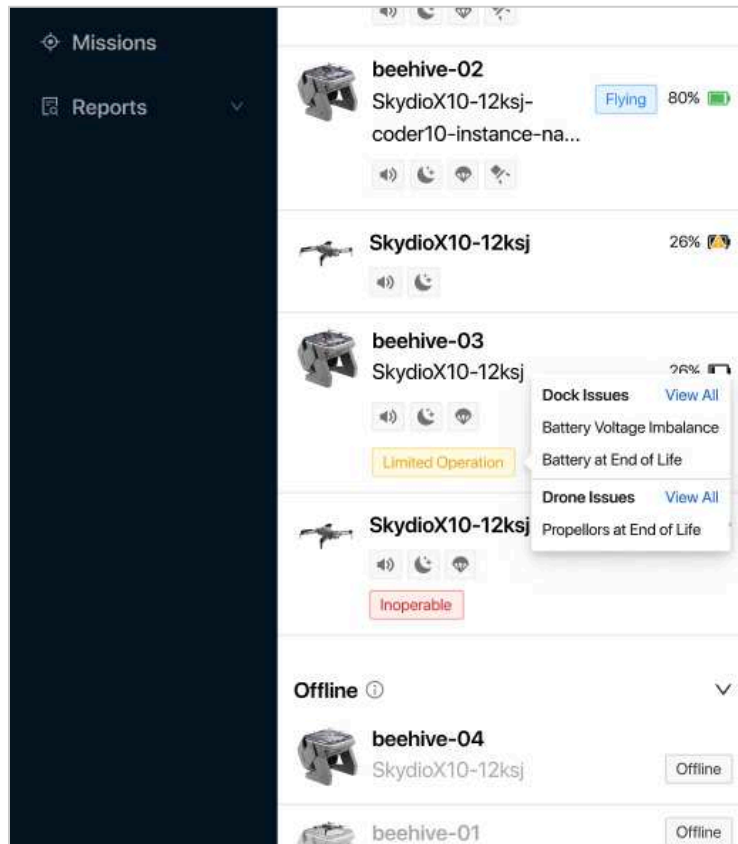 Missions
Reports
beehive-02
SkydioX10-12ksj-
coder10-instance-na...
Flying
80%
SkydioX10-12ksj
26%
beehive-03
SkydioX10-12ksj
26%
Limited Operation
Dock Issues View All
Battery Voltage Imbalance
Battery at End of Life
Drone Issues View All
Propellors at End of Life
SkydioX10-12ksj
Inoperable
Offline
beehive-04
SkydioX10-12ksj
Offline
beehive-01
Offline